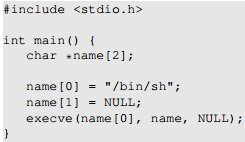 #include <stdio.h>
int main() {
char *name[2];
name[0] = "/bin/sh";
name[1] = NULL;
execve(name[0], name, NULL);
}